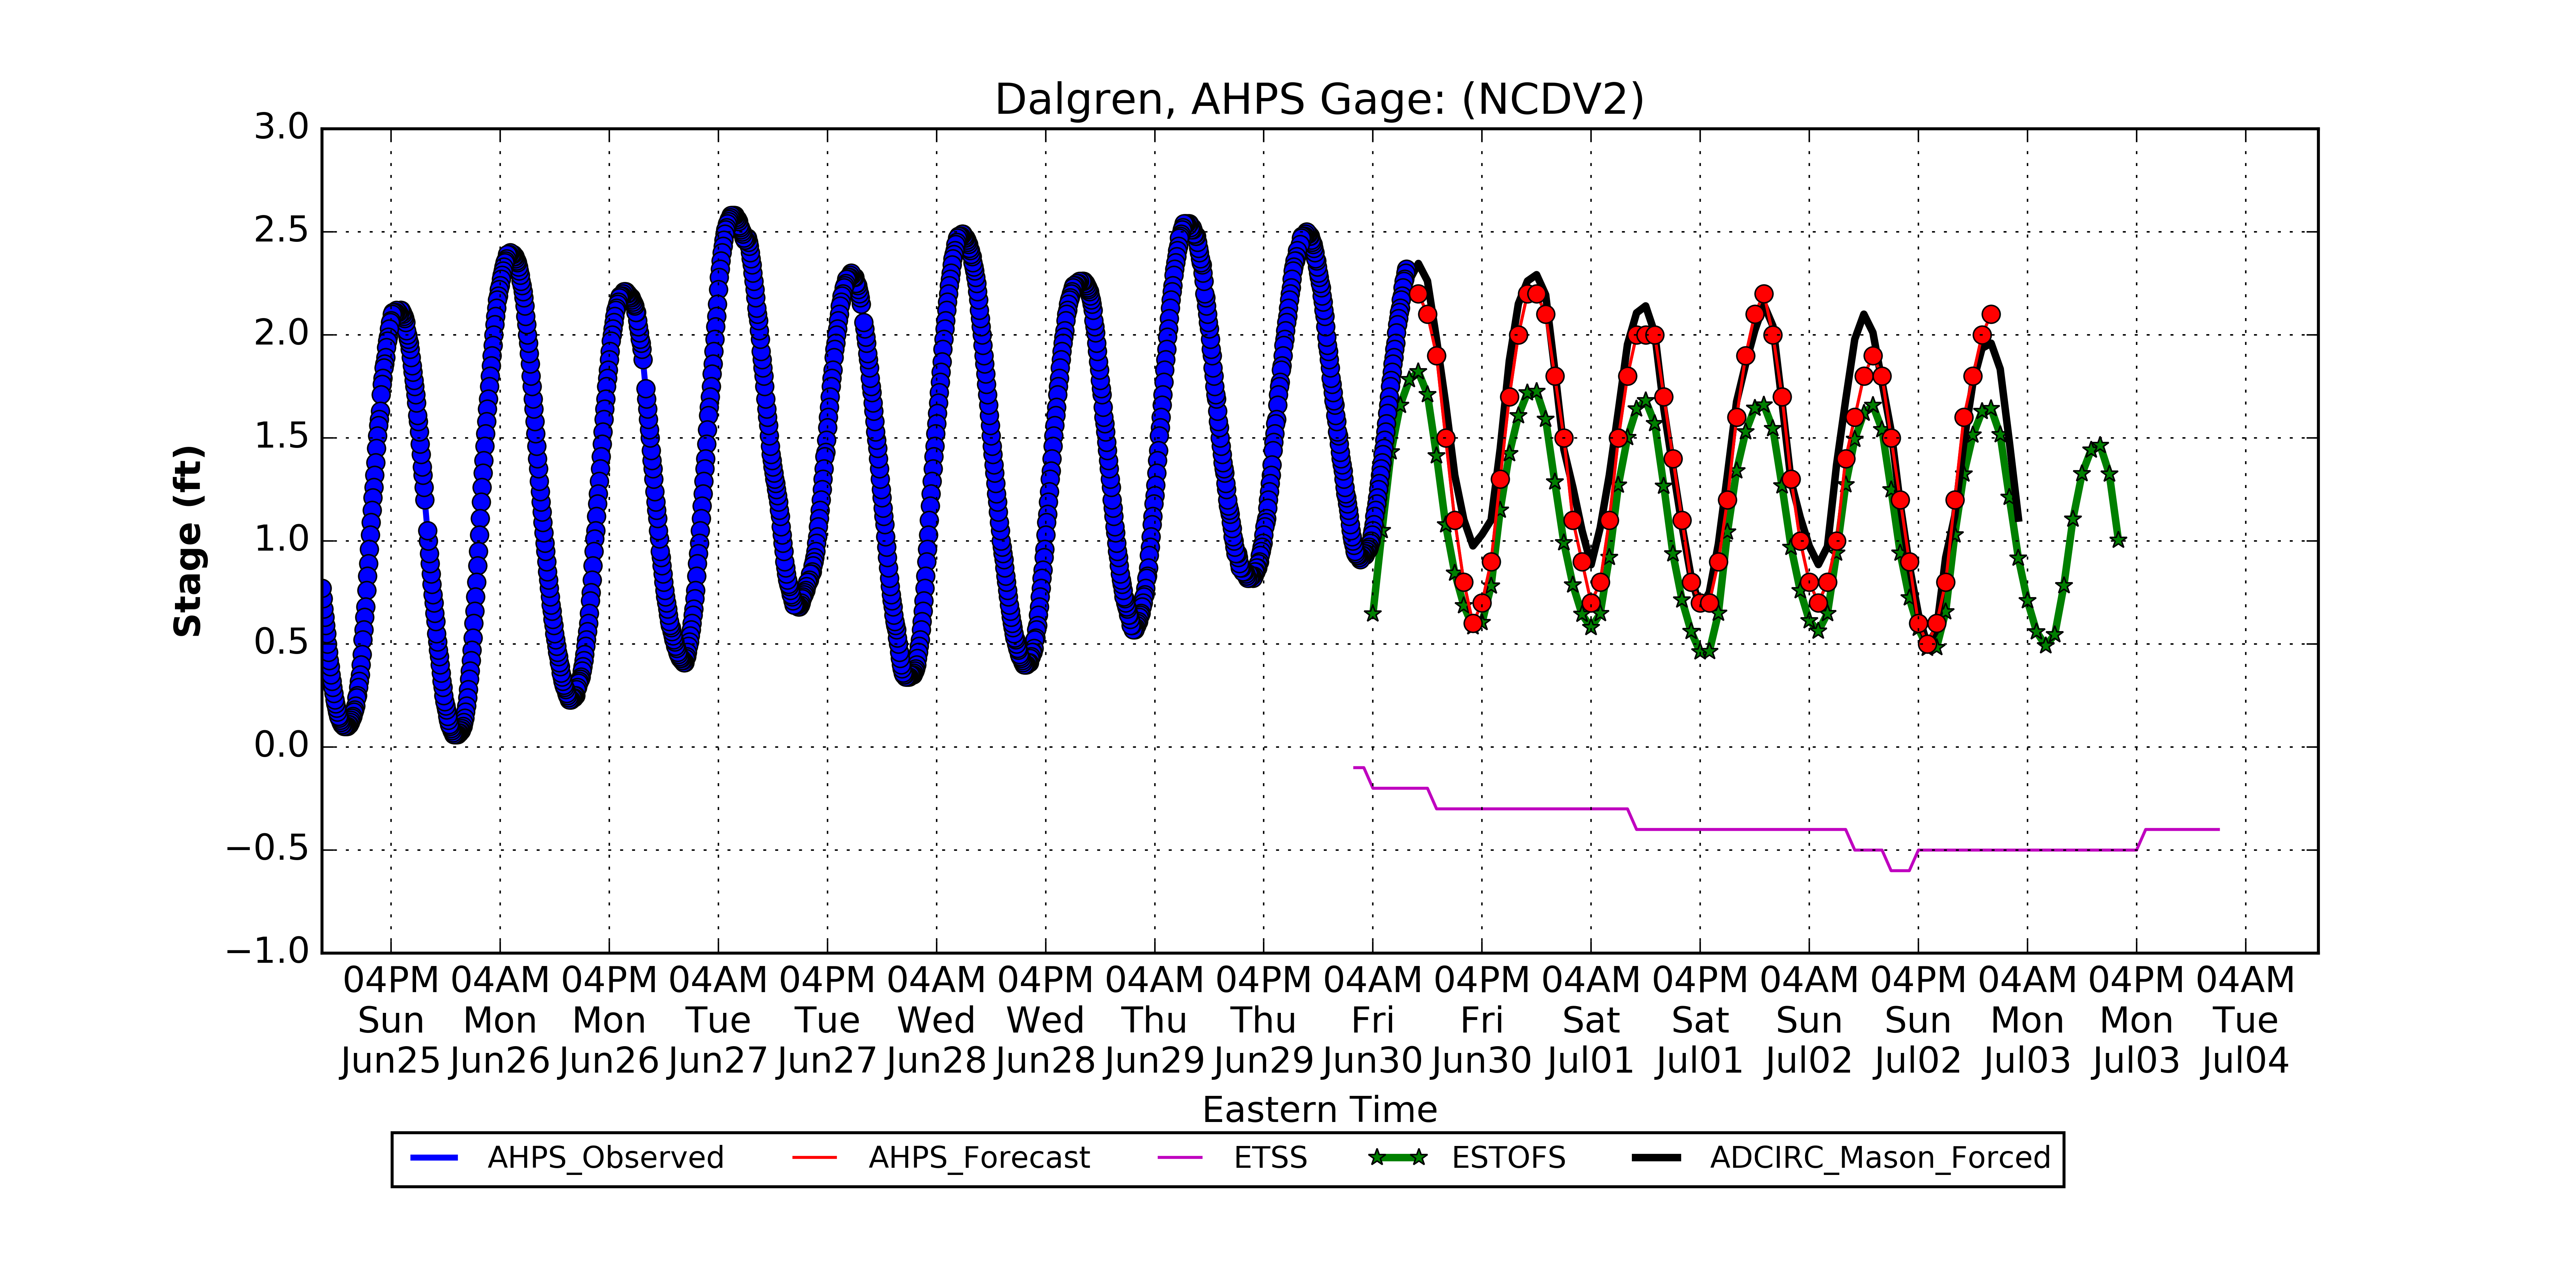 Dalgren, AHPS Gage: (NCDV2)
3.0
2.5
2.0
1.5
1.0
0.5
0.0
−0.5
−1.0
Stage (ft)
04PM 04AM 04PM 04AM 04PM 04AM 04PM 04AM 04PM 04AM 04PM 04AM 04PM 04AM 04PM 04AM 04PM 04AM
Sun Mon Mon Tue Tue Wed Wed Thu Thu Fri Fri Sat Sat Sun Sun Mon Mon Tue
Jun25 Jun26 Jun26 Jun27 Jun27 Jun28 Jun28 Jun29 Jun29 Jun30 Jun30 Jul01 Jul01 Jul02 Jul02 Jul03 Jul03 Jul04
Eastern Time
AHPS_Observed AHPS_Forecast ETSS ESTOFS ADCIRC_Mason_Forced